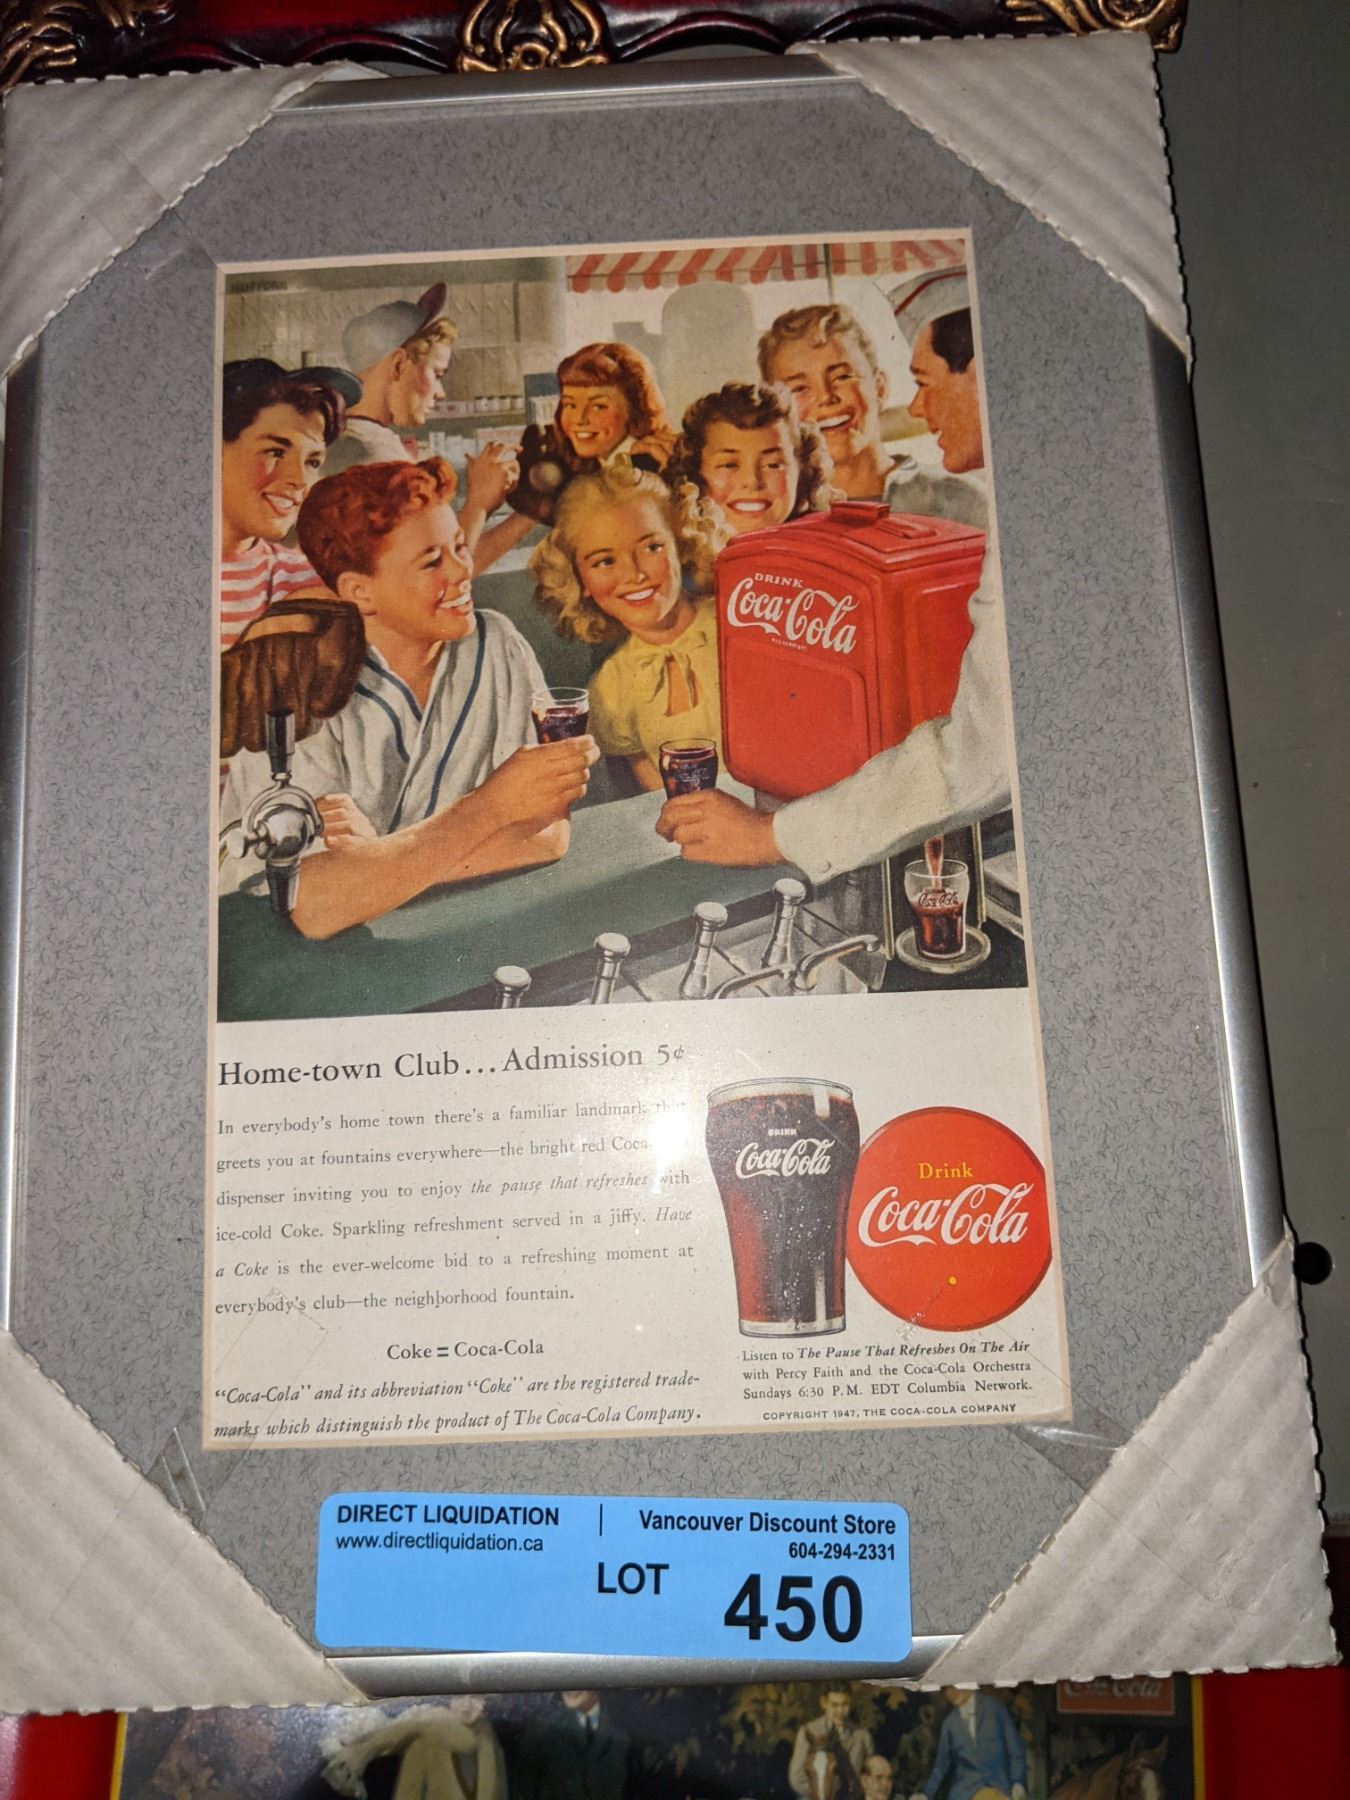 DRINK
Coca-Cola
Coca-Cola
Home-town Club...Admission 5¢
In everybody's home town there's a familiar landmark that
greets you at fountains everywhere—the bright red Coca
dispenser inviting you to enjoy the pause that refreshes with
ice-cold Coke. Sparkling refreshment served in a jiffy. Have
a Coke is the ever-welcome bid to a refreshing moment at
everybody's club—the neighborhood fountain.
Coke = Coca-Cola
"Coca-Cola" and its abbreviation "Coke" are the registered trade-
marks which distinguish the product of The Coca-Cola Company.
DRINK
Coca-Cola
Drink
Coca-Cola
Listen to The Pause That Refreshes On The Air
with Percy Faith and the Coca-Cola Orchestra
Sundays 6:30 P.M. EDT Columbia Network.
COPYRIGHT 1947, THE COCA-COLA COMPANY
DIRECT LIQUIDATION | Vancouver Discount Store
www.directliquidation.ca 604-294-2331
LOT 450
Coca-Cola